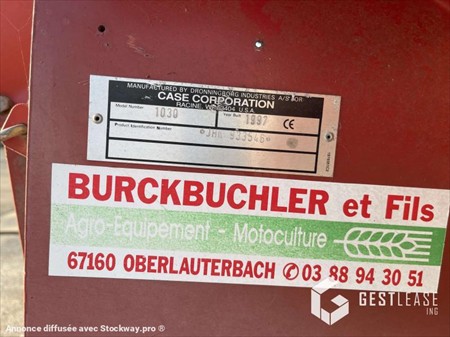 MANUFACTURED BY DRONNINGBORG INDUSTRIES A/S FOR
CASE CORPORATION
RACINE, WI 53404 U.S.A.
Model Number 1030 Year Built 1997 CE
Product Identification Number
BURCKBUCHLER et Fils
Agro-Equipement - Motoculture
67160 OBERLAUTERBACH ✆ 03 88 94 30 51
GESTLEASE
INC
Annonce diffusée avec Stockway.pro ®